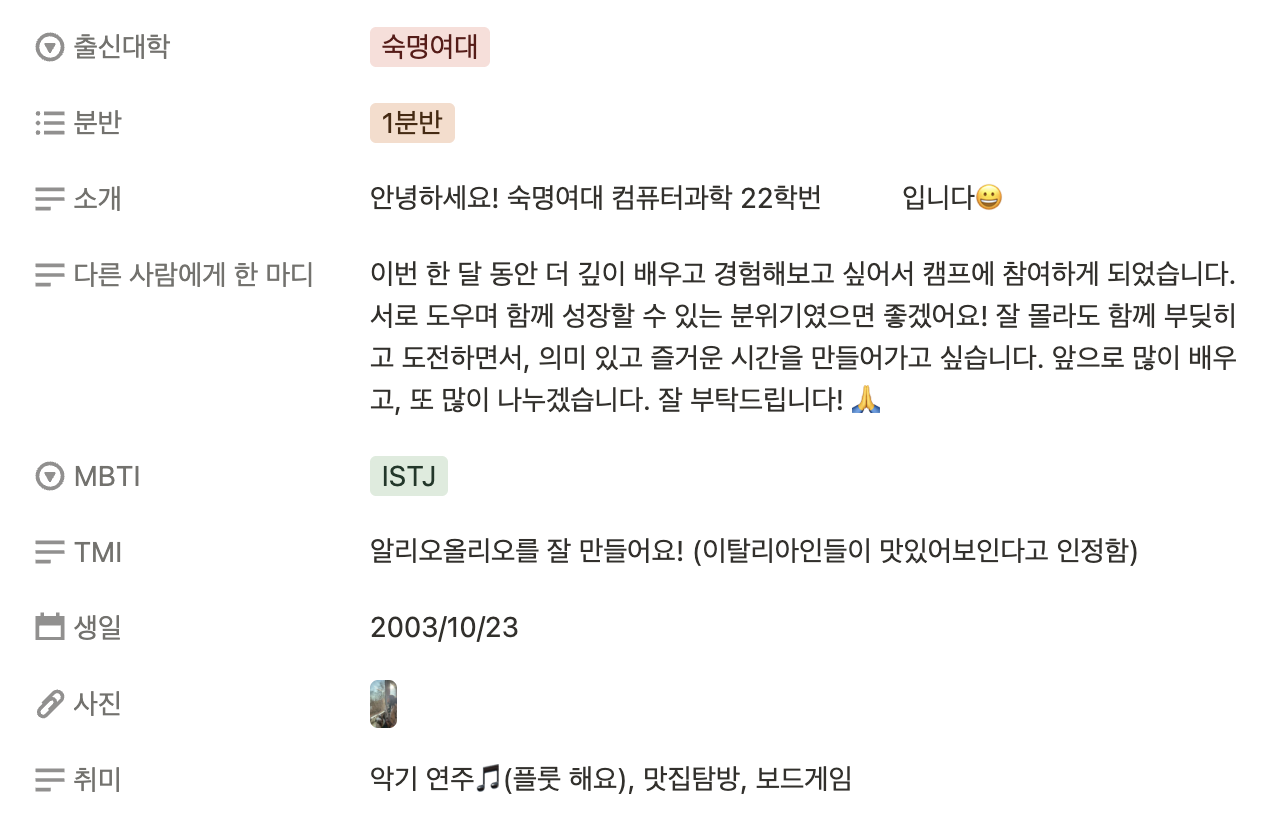 출신대학 숙명여대
분반 1분반
소개 안녕하세요! 숙명여대 컴퓨터과학 22학번 입니다😀
다른 사람에게 한 마디 이번 한 달 동안 더 깊이 배우고 경험해보고 싶어서 캠프에 참여하게 되었습니다.
서로 도우며 함께 성장할 수 있는 분위기였으면 좋겠어요! 잘 몰라도 함께 부딪히
고 도전하면서, 의미 있고 즐거운 시간을 만들어가고 싶습니다. 앞으로 많이 배우
고, 또 많이 나누겠습니다. 잘 부탁드립니다! 🙏
MBTI ISTJ
TMI 알리오올리오를 잘 만들어요! (이탈리아인들이 맛있어보인다고 인정함)
생일 2003/10/23
사진
취미 악기 연주🎵(플룻 해요), 맛집탐방, 보드게임